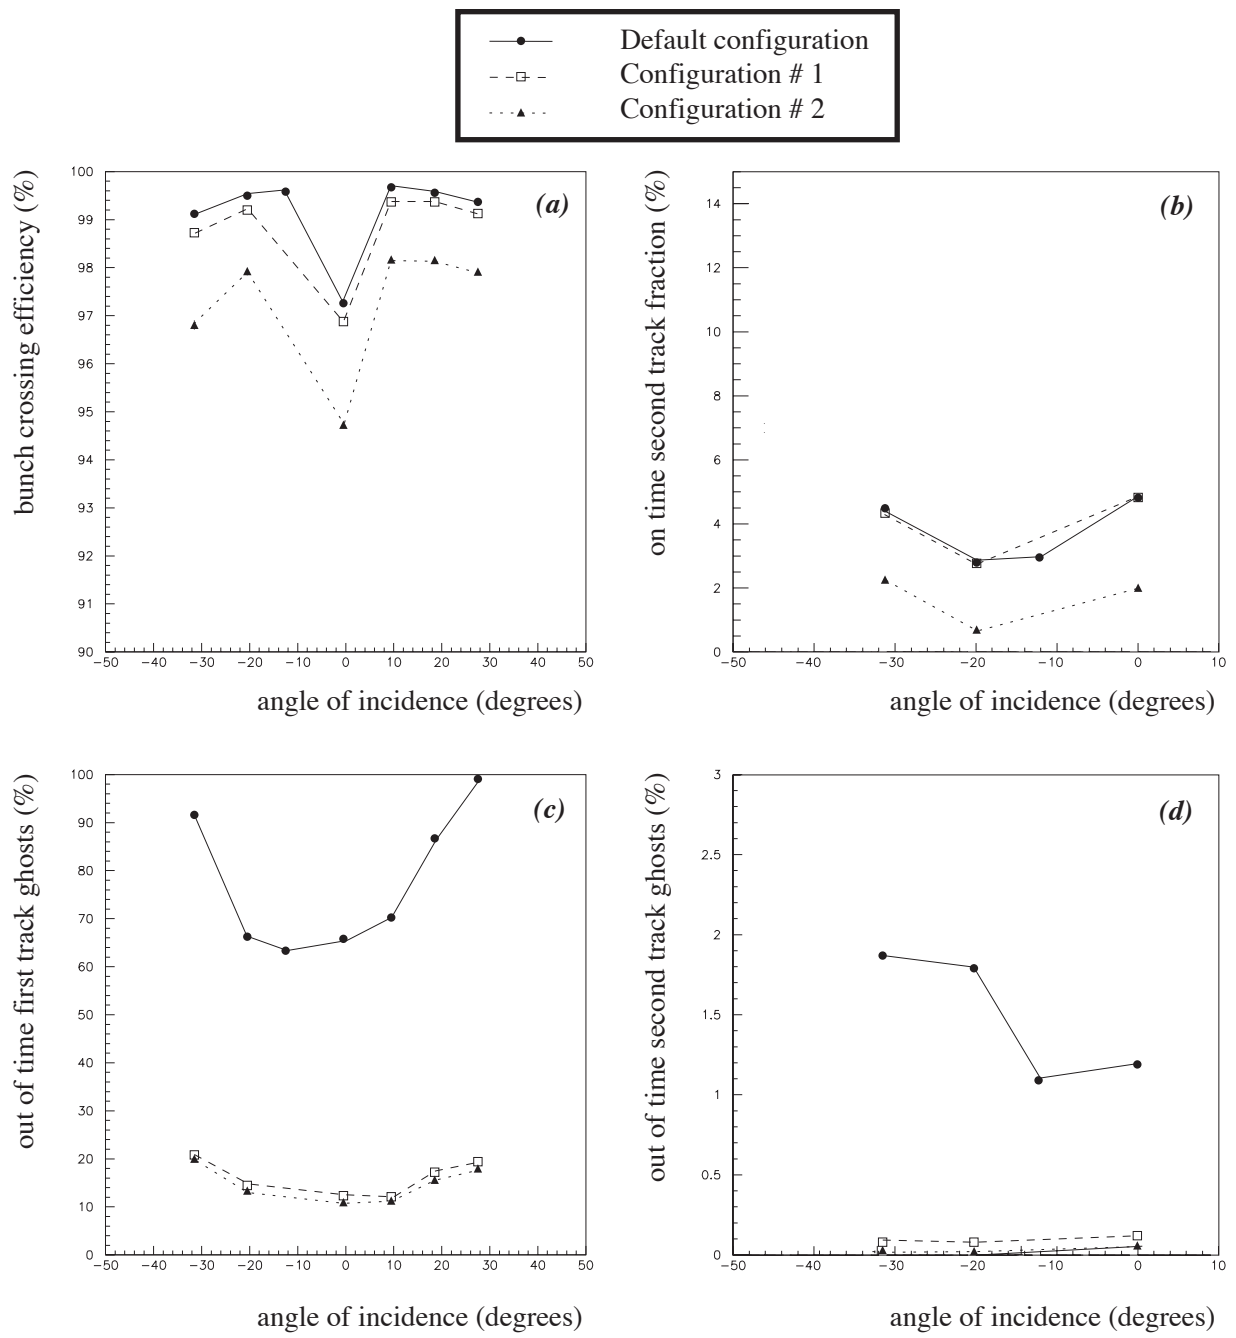 Default configuration
Configuration # 1
Configuration # 2
bunch crossing efficiency (%)
100
99
98
97
96
95
94
93
92
91
90
(a)
−50 −40 −30 −20 −10 0 10 20 30 40 50
angle of incidence (degrees)
on time second track fraction (%)
14
12
10
8
6
4
2
0
(b)
−50 −40 −30 −20 −10 0 10
angle of incidence (degrees)
out of time first track ghosts (%)
100
90
80
70
60
50
40
30
20
10
0
(c)
−50 −40 −30 −20 −10 0 10 20 30 40 50
angle of incidence (degrees)
out of time second track ghosts (%)
3
2.5
2
1.5
1
0.5
0
(d)
−50 −40 −30 −20 −10 0 10
angle of incidence (degrees)